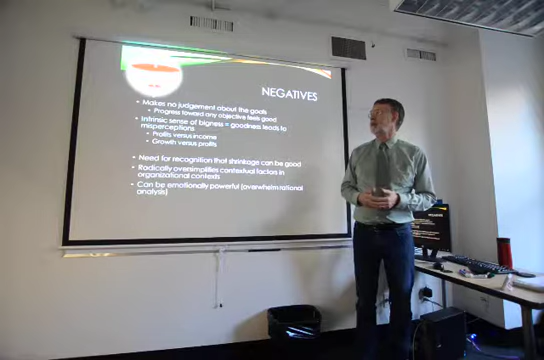 NEGATIVES
Makes no judgement about the goals
Progress toward any objective feels good
Intrinsic sense of bigness = goodness leads to
misperceptions
Profits versus income
Growth versus profits
Need for recognition that shrinkage can be good
Radically oversimplifies contextual factors in
organizational contexts
Can be emotionally powerful (overwhelm rational
analysis)
NEGATIVES